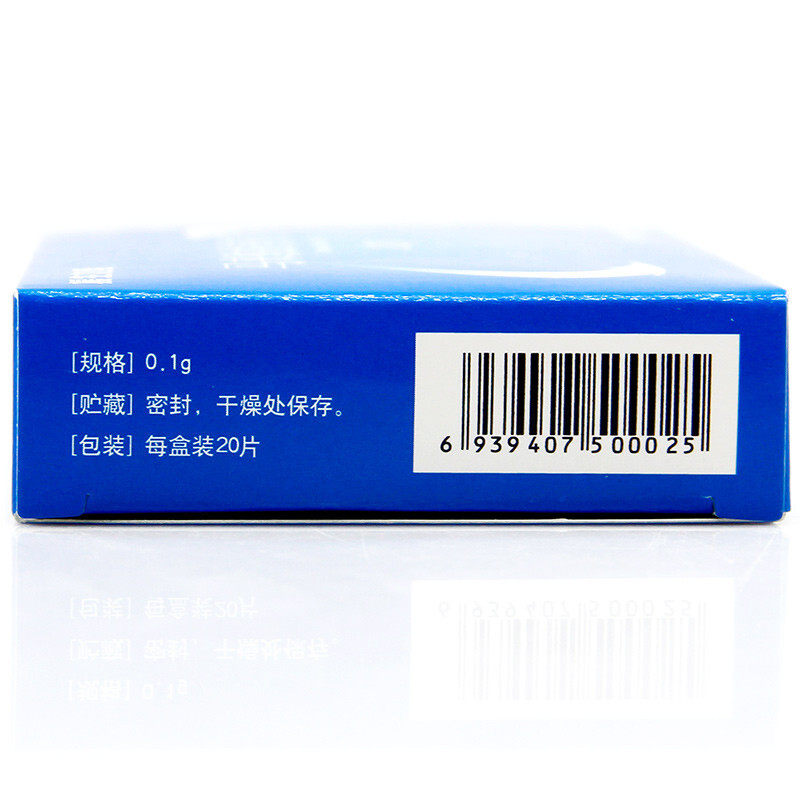 [规格] 0.1g
[贮藏] 密封，干燥处保存。
[包装] 每盒装20片
6 939407 500025